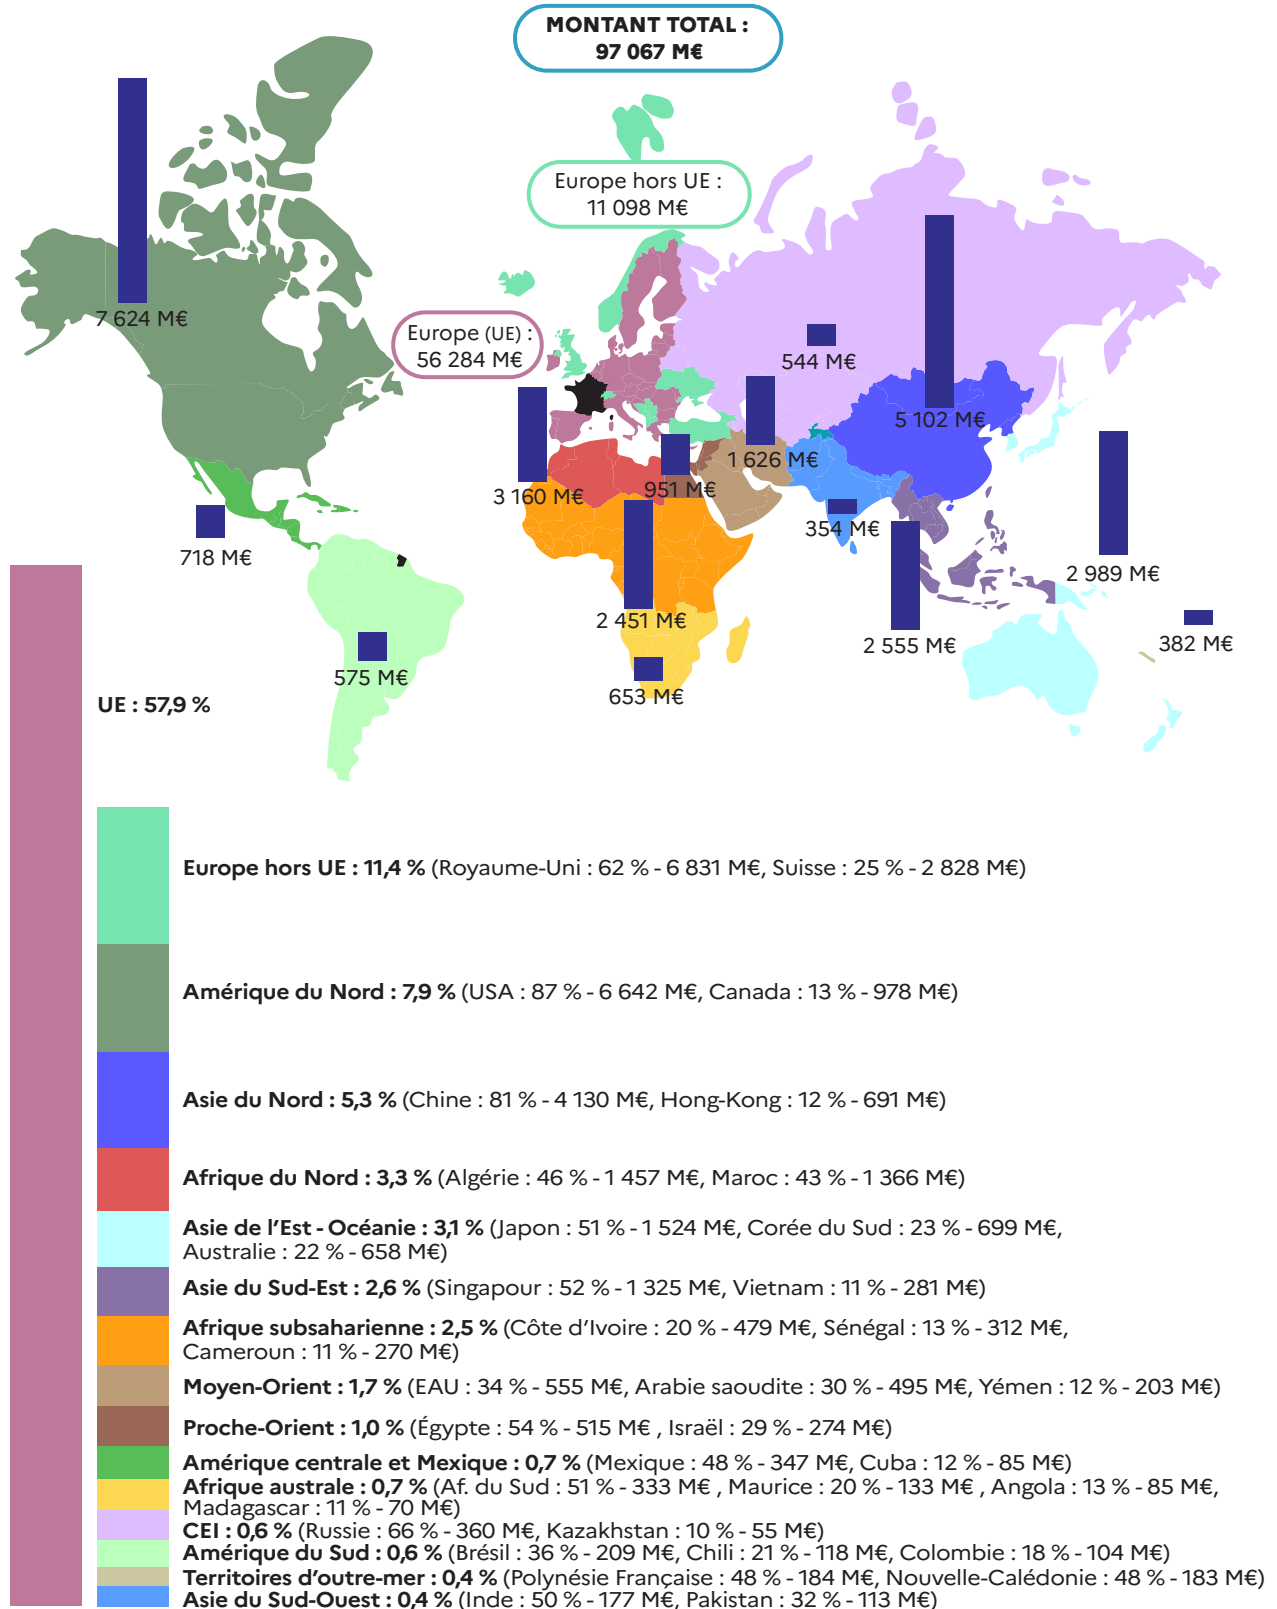 MONTANT TOTAL :
97 067 M€
Europe hors UE :
11 098 M€
7 624 M€
Europe (UE) :
56 284 M€
544 M€
5 102 M€
1 626 M€
3 160 M€
951 M€
354 M€
718 M€
2 989 M€
2 451 M€
2 555 M€
382 M€
575 M€
653 M€
UE : 57,9 %
Europe hors UE : 11,4 % (Royaume-Uni : 62 % - 6 831 M€, Suisse : 25 % - 2 828 M€)
Amérique du Nord : 7,9 % (USA : 87 % - 6 642 M€, Canada : 13 % - 978 M€)
Asie du Nord : 5,3 % (Chine : 81 % - 4 130 M€, Hong-Kong : 12 % - 691 M€)
Afrique du Nord : 3,3 % (Algérie : 46 % - 1 457 M€, Maroc : 43 % - 1 366 M€)
Asie de l'Est - Océanie : 3,1 % (Japon : 51 % - 1 524 M€, Corée du Sud : 23 % - 699 M€,
Australie : 22 % - 658 M€)
Asie du Sud-Est : 2,6 % (Singapour : 52 % - 1 325 M€, Vietnam : 11 % - 281 M€)
Afrique subsaharienne : 2,5 % (Côte d'Ivoire : 20 % - 479 M€, Sénégal : 13 % - 312 M€,
Cameroun : 11 % - 270 M€)
Moyen-Orient : 1,7 % (EAU : 34 % - 555 M€, Arabie saoudite : 30 % - 495 M€, Yémen : 12 % - 203 M€)
Proche-Orient : 1,0 % (Égypte : 54 % - 515 M€ , Israël : 29 % - 274 M€)
Amérique centrale et Mexique : 0,7 % (Mexique : 48 % - 347 M€, Cuba : 12 % - 85 M€)
Afrique australe : 0,7 % (Af. du Sud : 51 % - 333 M€ , Maurice : 20 % - 133 M€ , Angola : 13 % - 85 M€,
Madagascar : 11 % - 70 M€)
CEI : 0,6 % (Russie : 66 % - 360 M€, Kazakhstan : 10 % - 55 M€)
Amérique du Sud : 0,6 % (Brésil : 36 % - 209 M€, Chili : 21 % - 118 M€, Colombie : 18 % - 104 M€)
Territoires d'outre-mer : 0,4 % (Polynésie Française : 48 % - 184 M€, Nouvelle-Calédonie : 48 % - 183 M€)
Asie du Sud-Ouest : 0,4 % (Inde : 50 % - 177 M€, Pakistan : 32 % - 113 M€)